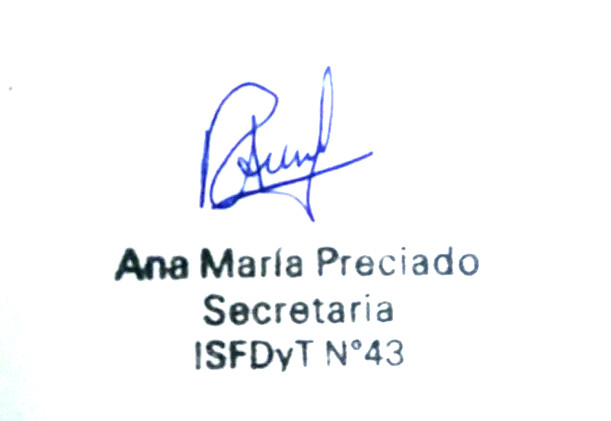 Ana María Preciado
Secretaria
ISFDyT N°43